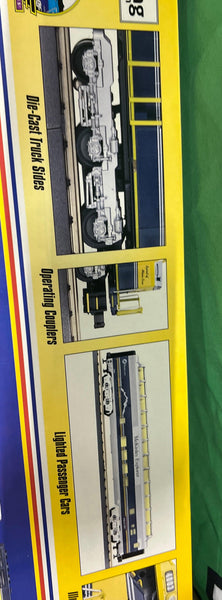 Die-Cast Truck Sides
Operating Couplers
Lighted Passenger Cars